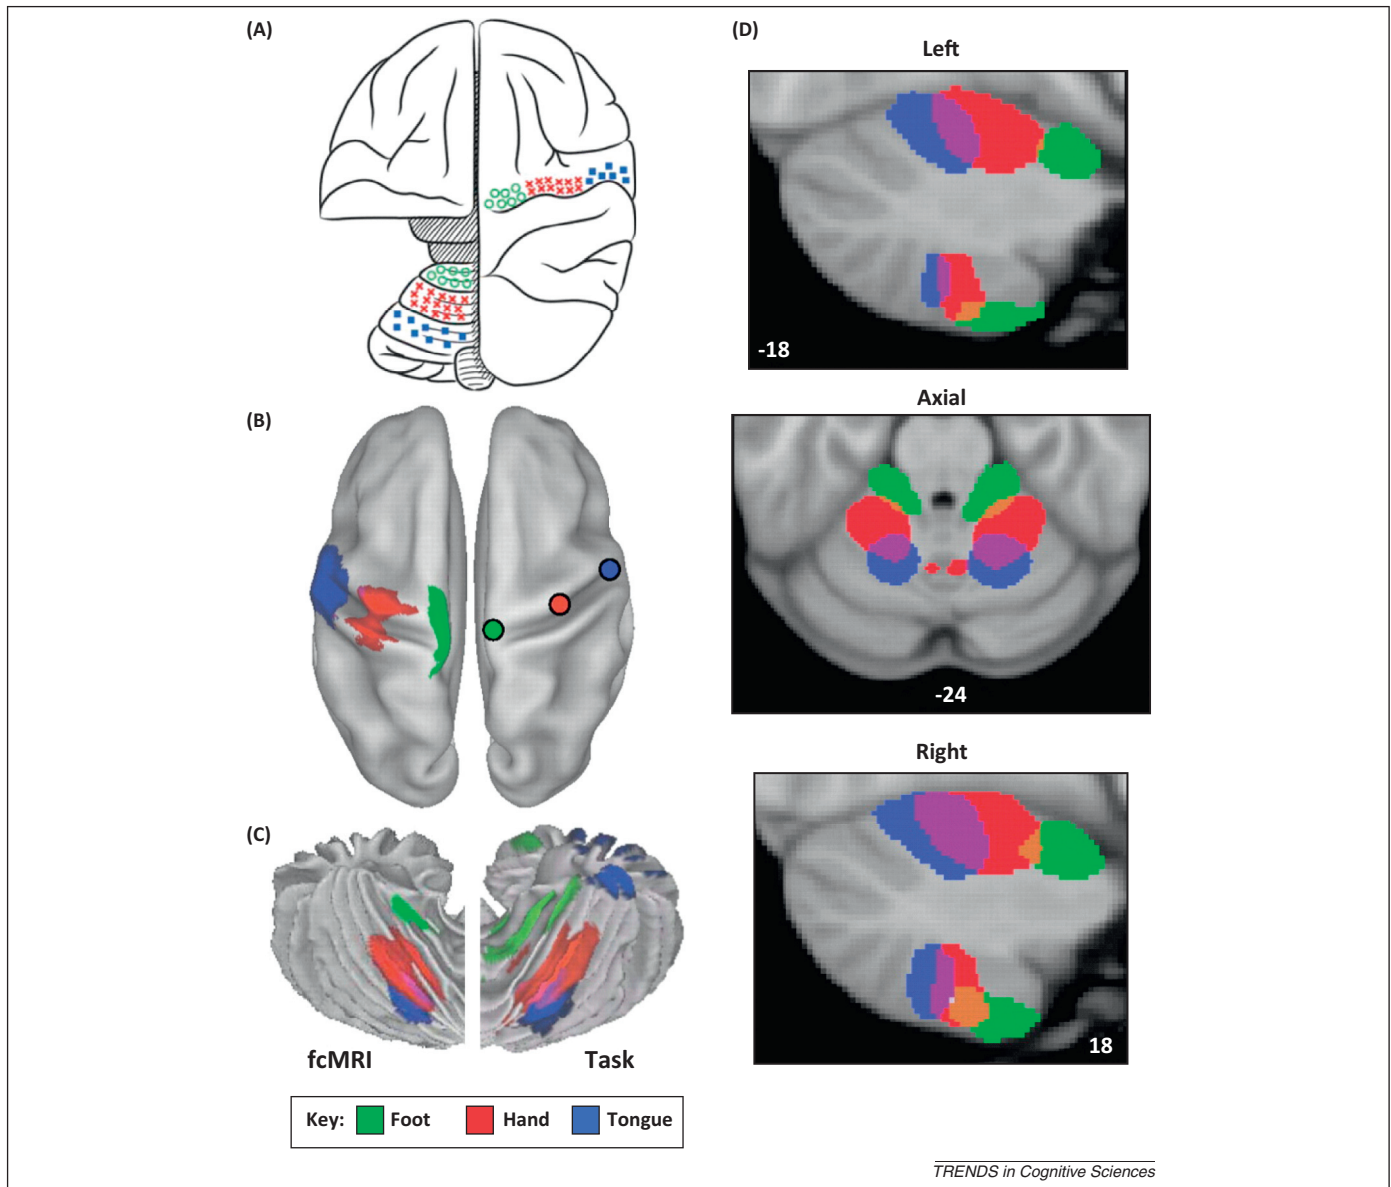 (A)
(B)
(C)
fcMRI
Task
(D)
Left
-18
Axial
-24
Right
18
Key: Foot Hand Tongue
TRENDS in Cognitive Sciences